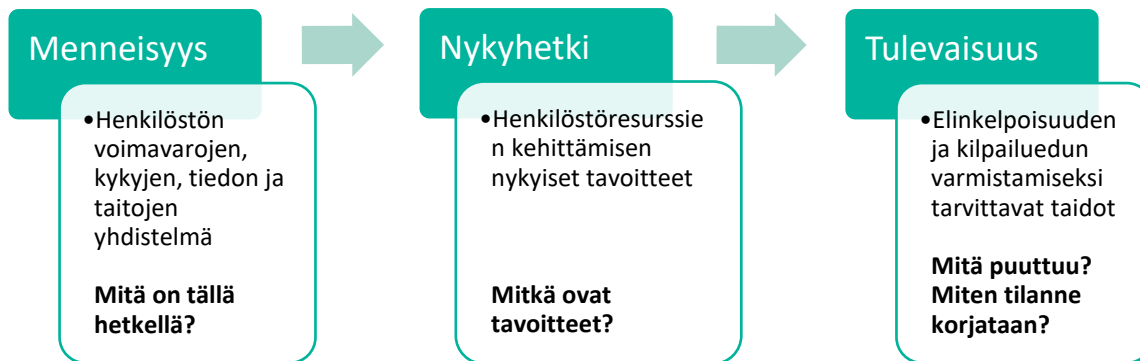 Menneisyys
•Henkilöstön
voimavarojen,
kykyjen, tiedon ja
taitojen
yhdistelmä
Mitä on tällä
hetkellä?
Nykyhetki
•Henkilöstöresurssie
n kehittämisen
nykyiset tavoitteet
Mitkä ovat
tavoitteet?
Tulevaisuus
•Elinkelpoisuuden
ja kilpailuedun
varmistamiseksi
tarvittavat taidot
Mitä puuttuu?
Miten tilanne
korjataan?